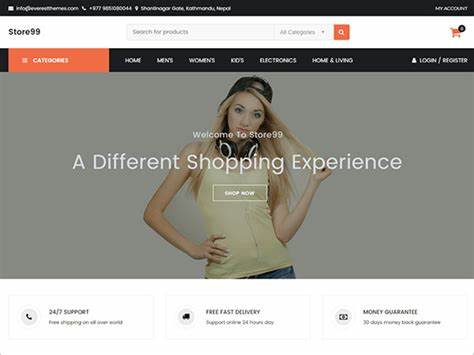 info@everestthemes.com +977 9851080044 Shantinagar Gate, Kathmandu, Nepal MY ACCOUNT
Store99 Search for products All Categories 0
CATEGORIES HOME MEN'S WOMEN'S KID'S ELECTRONICS HOME & LIVING LOGIN / REGISTER
Welcome To Store99
A Different Shopping Experience
SHOP NOW
24/7 SUPPORT FREE FAST DELIVERY MONEY GUARANTEE
Free shipping on all over world Support online 24 hours day 30 days money back guarantee